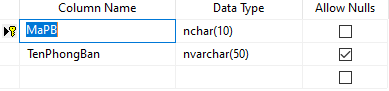 Column Name Data Type Allow Nulls
MaPB nchar(10)
TenPhongBan nvarchar(50)